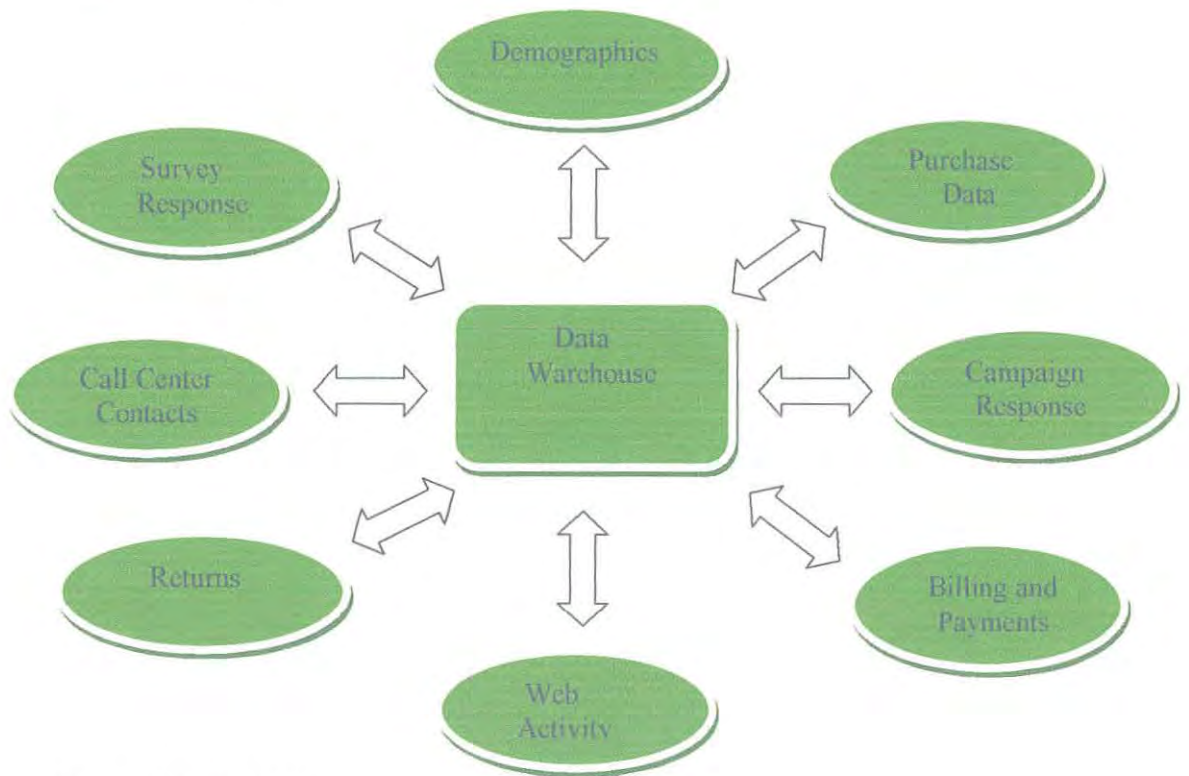 Demographics
Survey
Response
Purchase
Data
Data
Warehouse
Call Center
Contacts
Campaign
Response
Returns
Billing and
Payments
Web
Activity